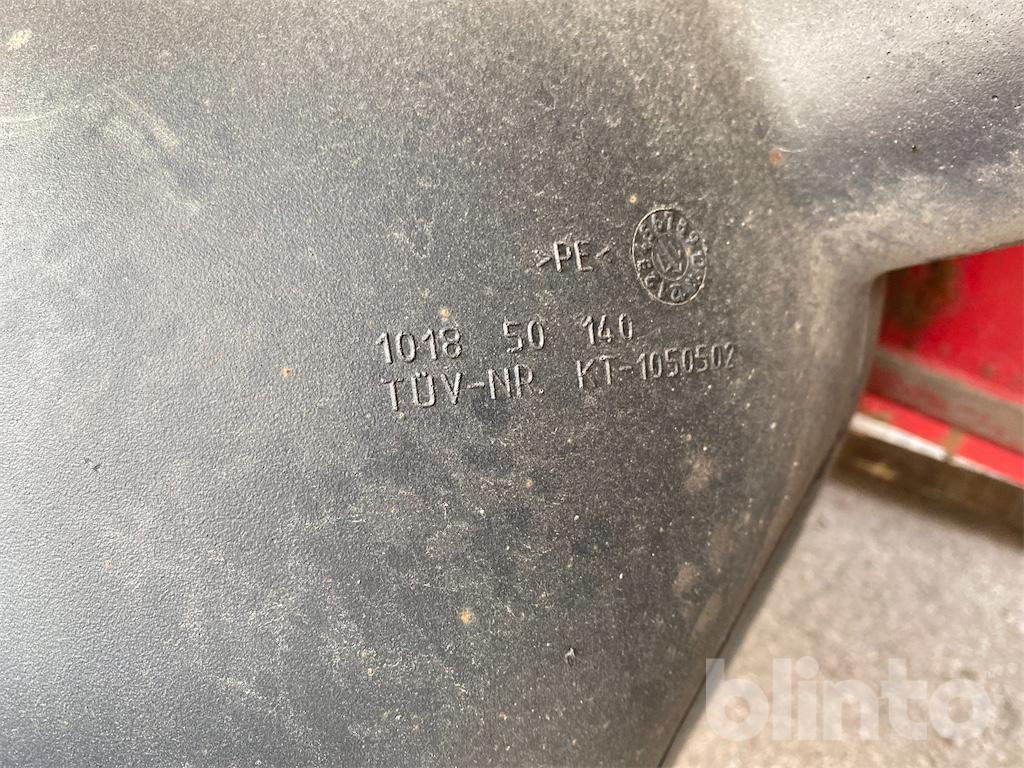 >PE<
1018 50 140
TÜV-NR. KT-1050502
blinto